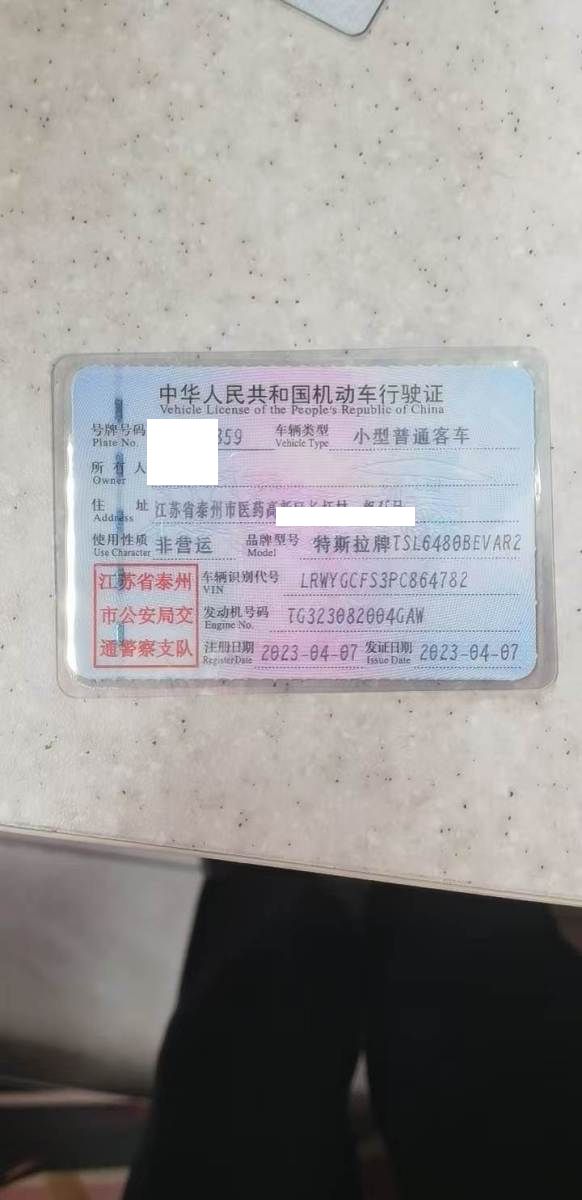 中华人民共和国机动车行驶证
Vehicle License of the People's Republic of China
号牌号码 359 车辆类型 小型普通客车
Plate No. Vehicle Type
所有人
Owner
住址 江苏省泰州市医药高
Address
使用性质 非营运 品牌型号 特斯拉牌TSL6480BEVAR2
Use Character Model
江苏省泰州
市公安局交
通警察支队
车辆识别代号 LRWYGCFS3PC864782
VIN
发动机号码 TG323082004GAW
Engine No.
注册日期 2023-04-07 发证日期 2023-04-07
RegisterDate Issue Date